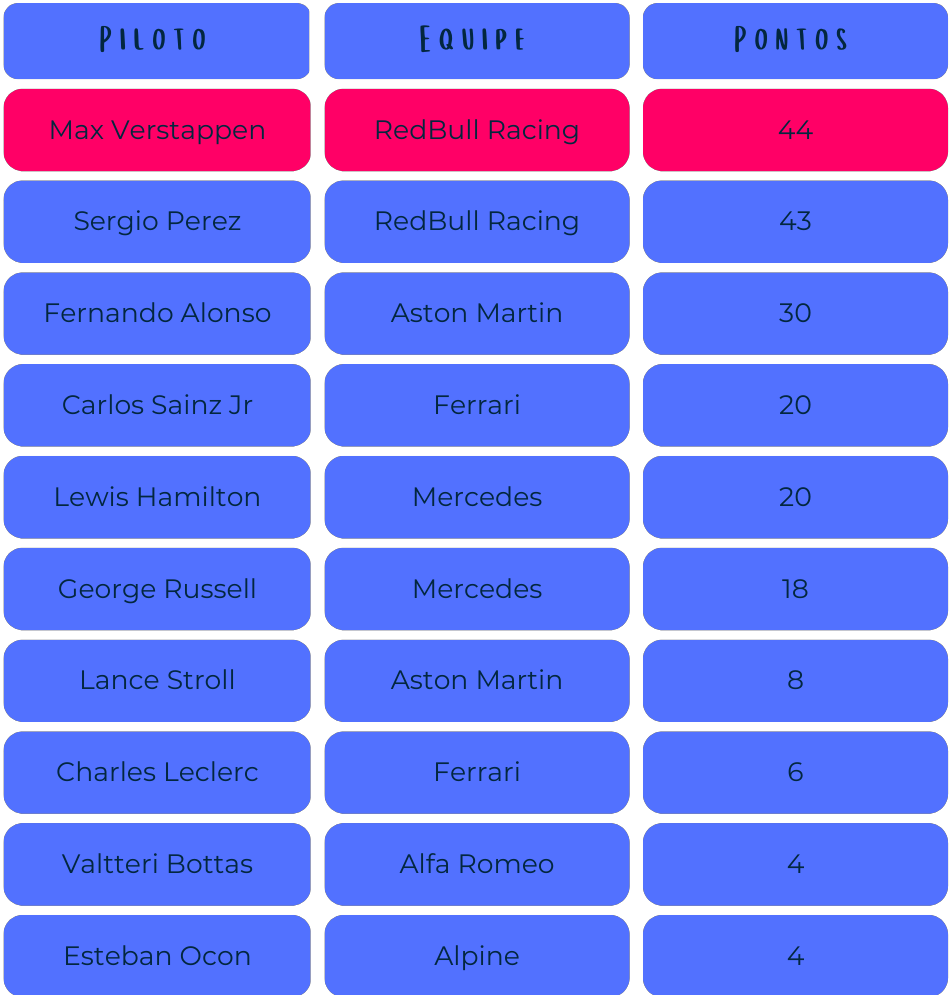 Piloto Equipe Pontos
Max Verstappen RedBull Racing 44
Sergio Perez RedBull Racing 43
Fernando Alonso Aston Martin 30
Carlos Sainz Jr Ferrari 20
Lewis Hamilton Mercedes 20
George Russell Mercedes 18
Lance Stroll Aston Martin 8
Charles Leclerc Ferrari 6
Valtteri Bottas Alfa Romeo 4
Esteban Ocon Alpine 4